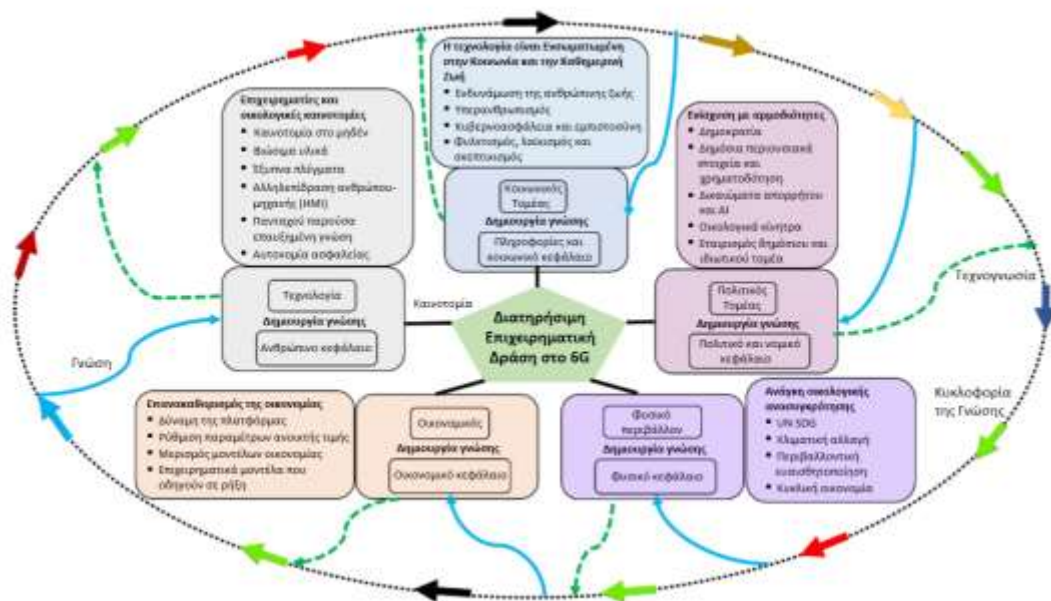 Η τεχνολογία είναι Ενσωματωμένη
στην Κοινωνία και την Καθημερινή
Ζωή
▪ Ενδυνάμωση της ανθρώπινης ζωής
▪ Υπερανθρωπισμός
▪ Κυβερνοασφάλεια και εμπιστοσύνη
▪ Φυλετισμός, λαϊκισμός και
σκεπτικισμός
Κοινωνικός
Τομέας
Δημιουργία γνώσης
Πληροφορίες και
κοινωνικό κεφάλαιο
Επιχειρηματίες και
οικολογικές καινοτομίες
▪ Καινοτομία στο μηδέν
▪ Βιώσιμα υλικά
▪ Έξυπνα πλέγματα
▪ Αλληλεπίδραση ανθρώπου-
μηχανής (HMI)
▪ Πανταχού παρούσα
επαυξημένη γνώση
▪ Αυτονομία ασφαλείας
Τεχνολογία
Δημιουργία γνώσης
Ανθρώπινο κεφάλαιο
Καινοτομία
Γνώση
Διατηρήσιμη
Επιχειρηματική
Δράση στο 6G
Ενίσχυση με αρμοδιότητες
▪ Δημοκρατία
▪ Δημόσια περιουσιακά
στοιχεία και
χρηματοδότηση
▪ Δικαιώματα απορρήτου
και AI
▪ Οικολογικά κίνητρα
▪ Εταιρισμός δημόσιου και
ιδιωτικού τομέα
Πολιτικός
Τομέας
Δημιουργία γνώσης
Πολιτικό και νομικό
κεφάλαιο
Τεχνογνωσία
Κυκλοφορία
της Γνώσης
Επανακαθορισμός της οικονομίας
▪ Δύναμη της πλατφόρμας
▪ Ρύθμιση παραμέτρων ανοικτής τιμής
▪ Μερισμός μοντέλων οικονομίας
▪ Επιχειρηματικά μοντέλα που
οδηγούν σε ρήξη
Οικονομικός
Δημιουργία γνώσης
Οικονομικό κεφάλαιο
Φυσικό
περιβάλλον
Δημιουργία γνώσης
Φυσικό κεφάλαιο
Ανάγκη οικολογικής
ανασυγκρότησης
▪ UN SDG
▪ Κλιματική αλλαγή
▪ Περιβαλλοντική
ευαισθητοποίηση
▪ Κυκλική οικονομία